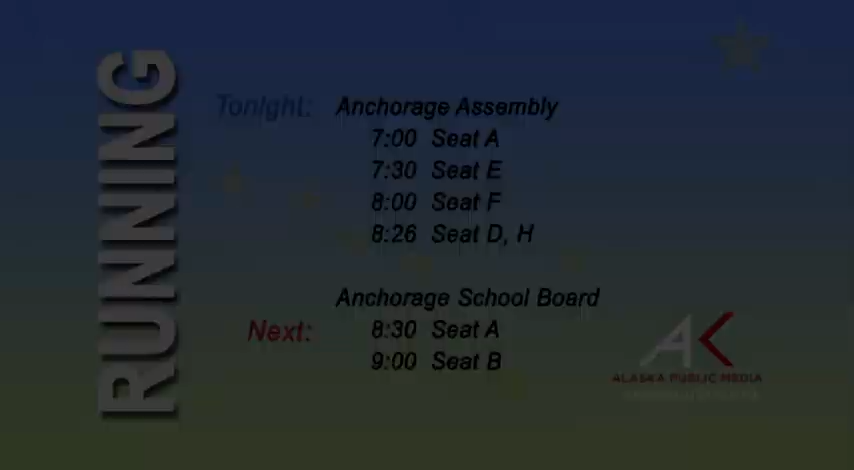 RUNNING
Tonight: Anchorage Assembly
7:00 Seat A
7:30 Seat E
8:00 Seat F
8:26 Seat D, H
Anchorage School Board
Next: 8:30 Seat A
9:00 Seat B
AK
ALASKA PUBLIC MEDIA